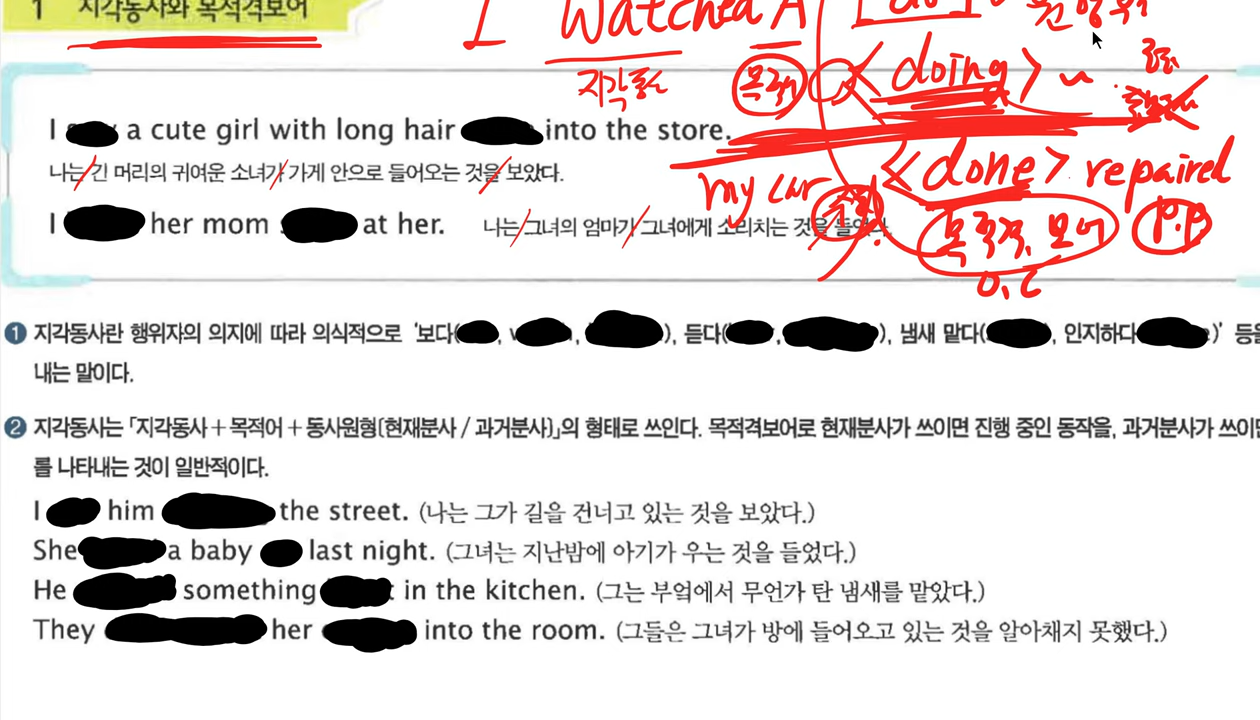 1 지각동사와 목적격보어
I watched A
지각동사 목적어 <doing> ~
I a cute girl with long hair into the store.
나는 긴 머리의 귀여운 소녀가 가게 안으로 들어오는 것을 보았다.
<done> repaired
my car
I her mom at her. 나는 그녀의 엄마가 그녀에게 소리치는 것을
목적격 보어 p.p
O.C
1 지각동사란 행위자의 의지에 따라 의식적으로 '보다( , , ), 듣다( , ), 냄새 맡다( ), 인지하다( )' 등을
내는 말이다.
2 지각동사는 「지각동사+목적어+동사원형[현재분사 / 과거분사]」의 형태로 쓰인다. 목적격보어로 현재분사가 쓰이면 진행 중인 동작을, 과거분사가 쓰이면
를 나타내는 것이 일반적이다.
I him the street. (나는 그가 길을 건너고 있는 것을 보았다.)
She a baby last night. (그녀는 지난밤에 아기가 우는 것을 들었다.)
He something in the kitchen. (그는 부엌에서 무언가 탄 냄새를 맡았다.)
They her into the room. (그들은 그녀가 방에 들어오고 있는 것을 알아채지 못했다.)